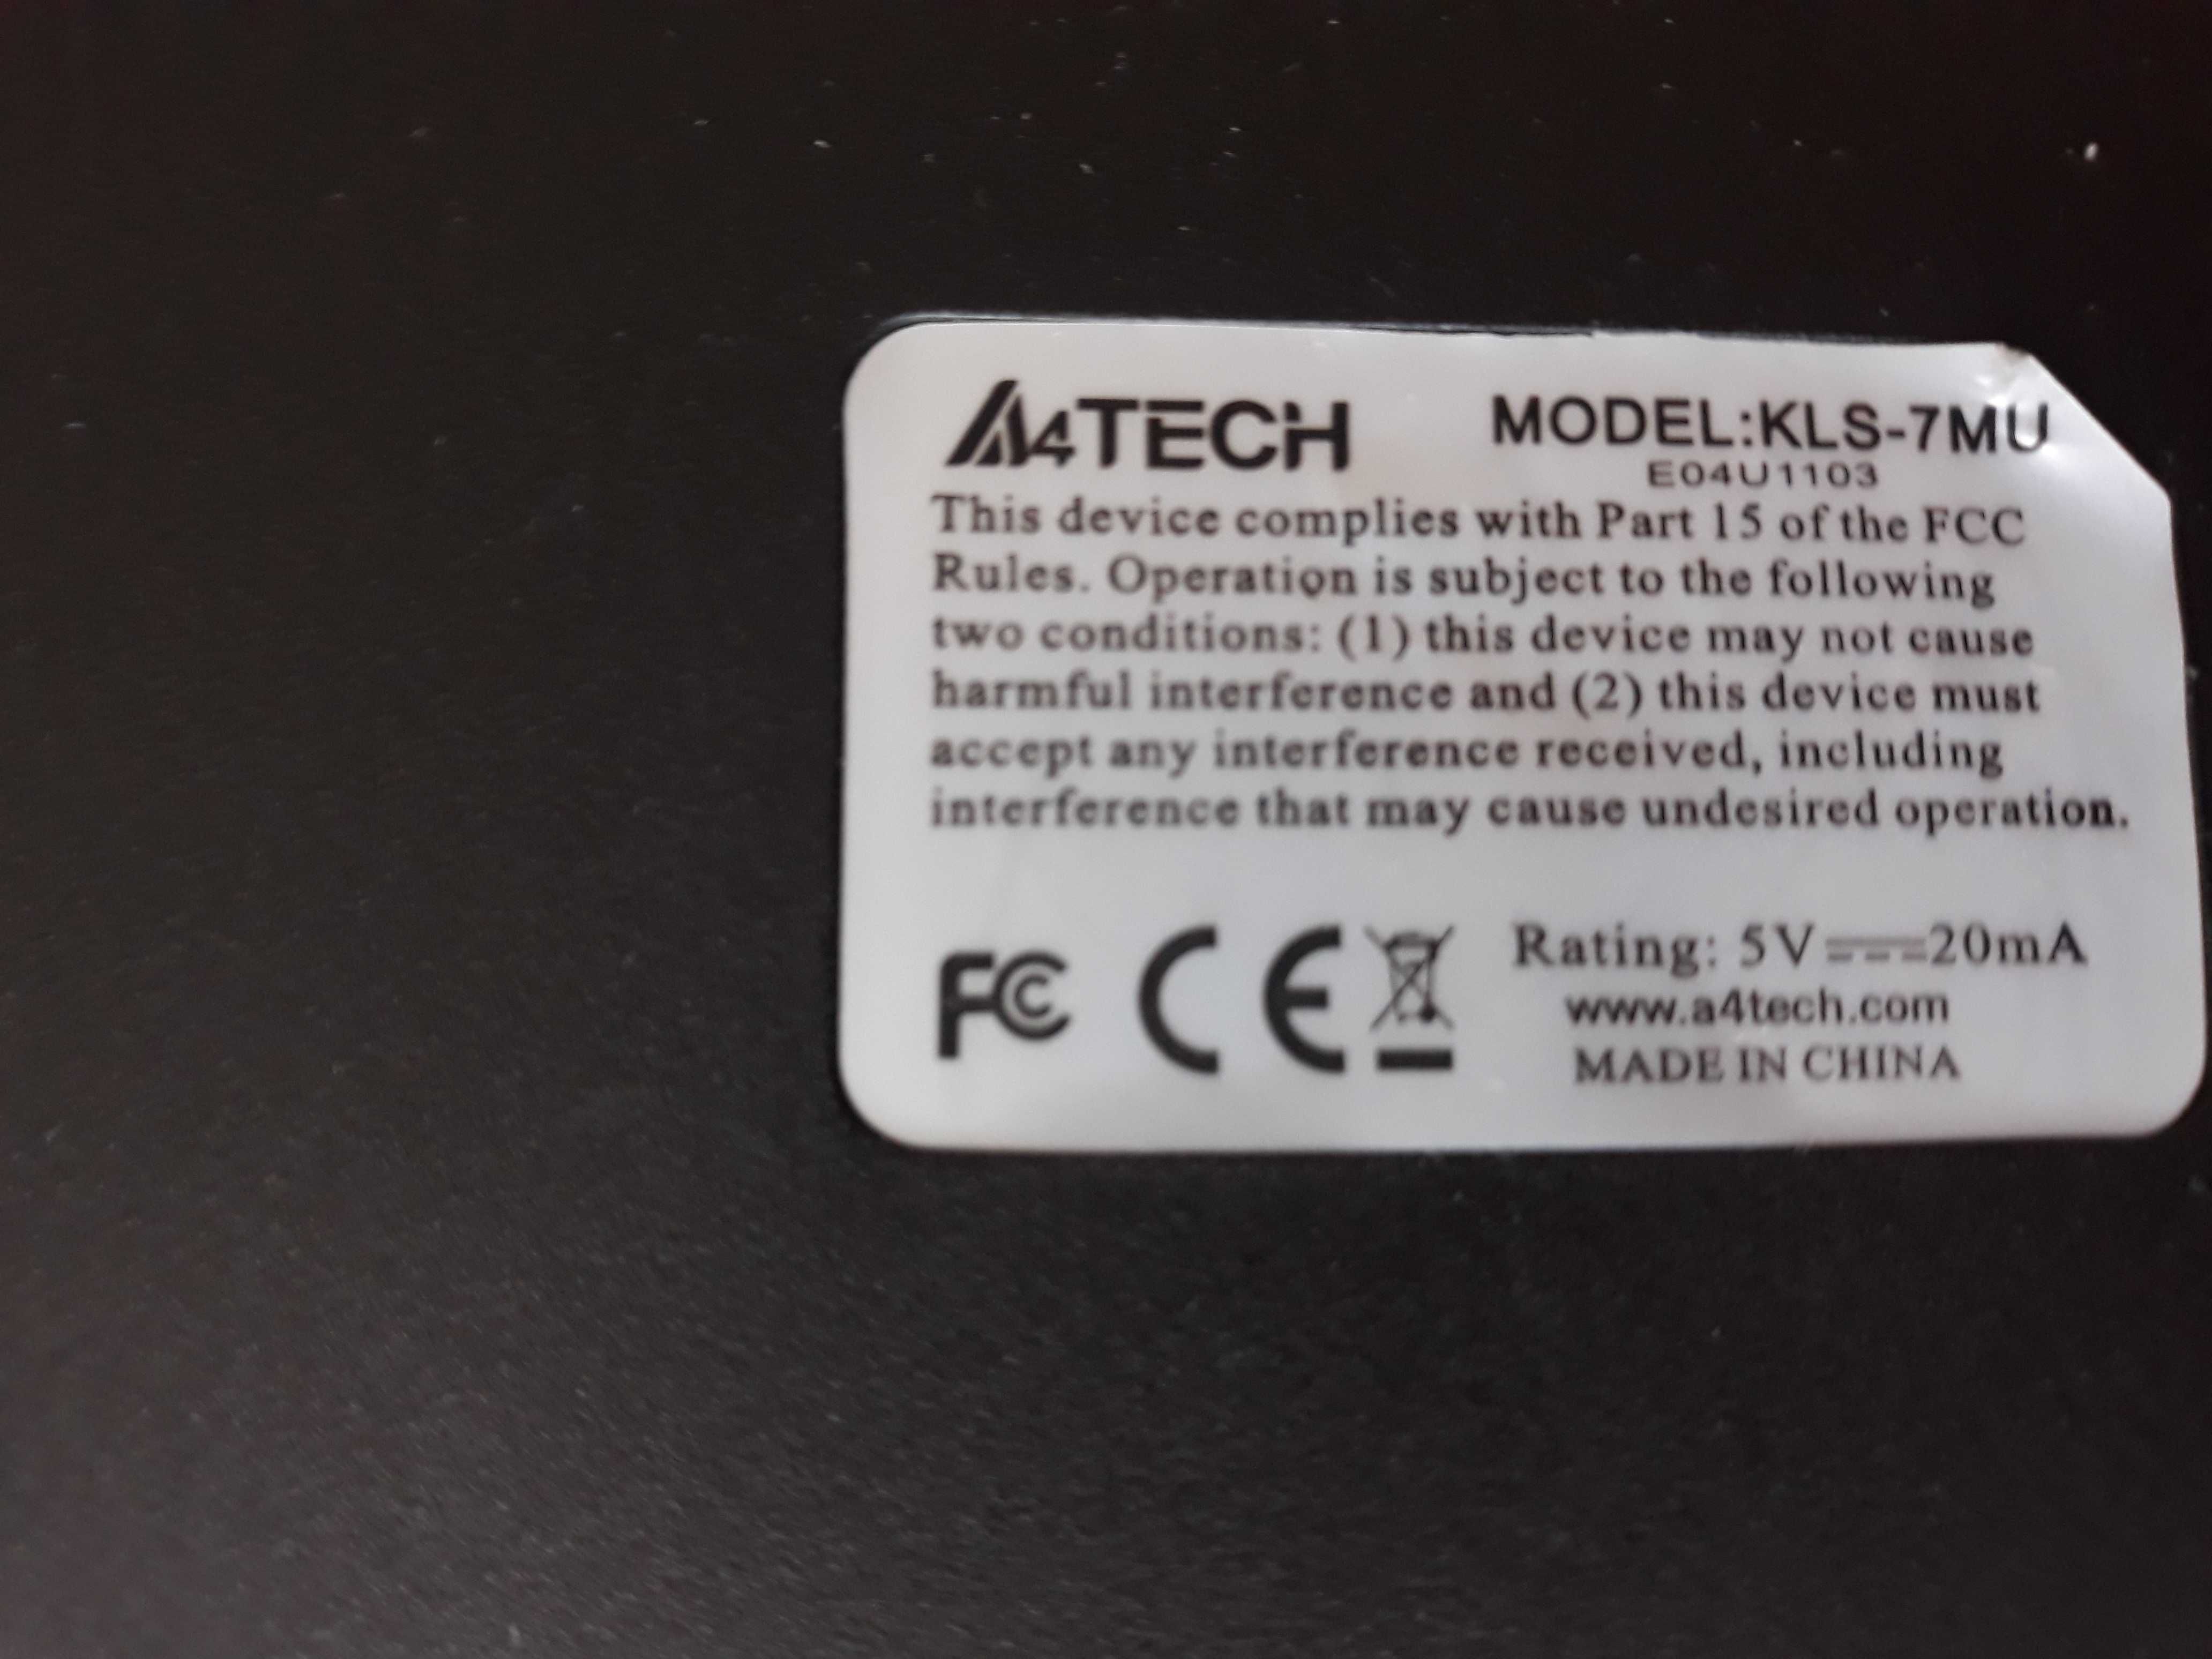 A4TECH MODEL:KLS-7MU
E04U1103
This device complies with Part 15 of the FCC
Rules. Operation is subject to the following
two conditions: (1) this device may not cause
harmful interference and (2) this device must
accept any interference received, including
interference that may cause undesired operation.
FC CE Rating: 5V⎓20mA
www.a4tech.com
MADE IN CHINA